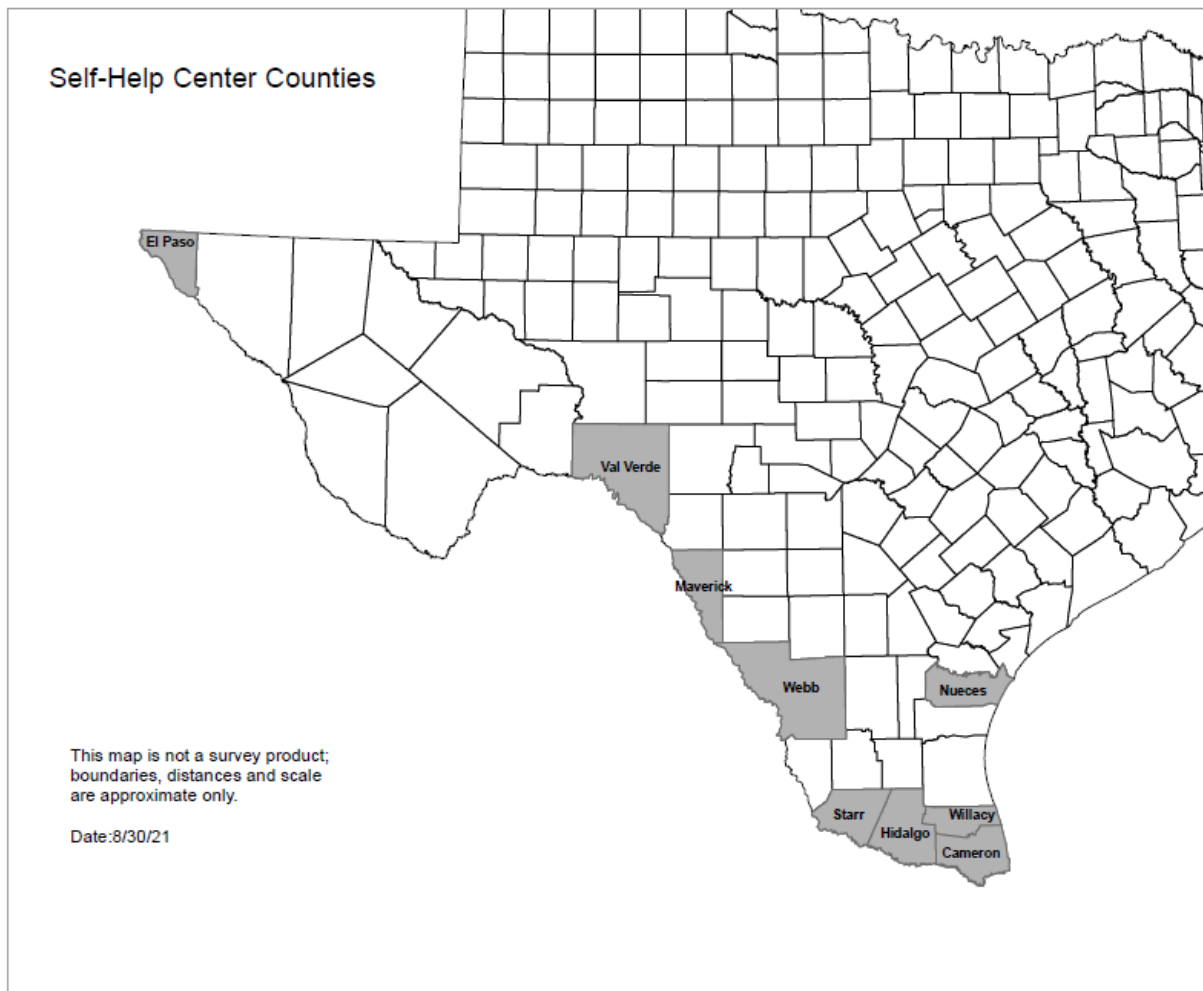 Self-Help Center Counties
El Paso
Val Verde
Maverick
Webb
Nueces
Starr
Willacy
Hidalgo
Cameron
This map is not a survey product;
boundaries, distances and scale
are approximate only.
Date:8/30/21